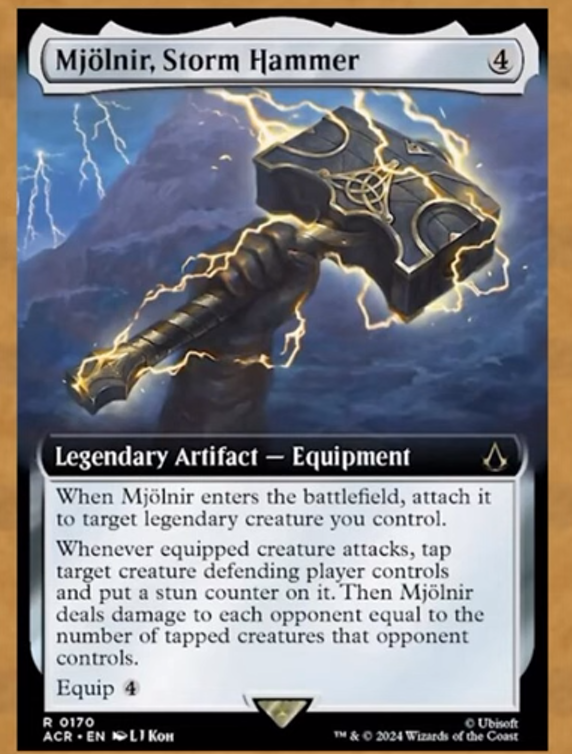 Mjölnir, Storm Hammer 4
Legendary Artifact — Equipment
When Mjölnir enters the battlefield, attach it
to target legendary creature you control.
Whenever equipped creature attacks, tap
target creature defending player controls
and put a stun counter on it. Then Mjölnir
deals damage to each opponent equal to the
number of tapped creatures that opponent
controls.
Equip 4
R 0170 © Ubisoft
ACR • EN LJ Koh ™ & © 2024 Wizards of the Coast